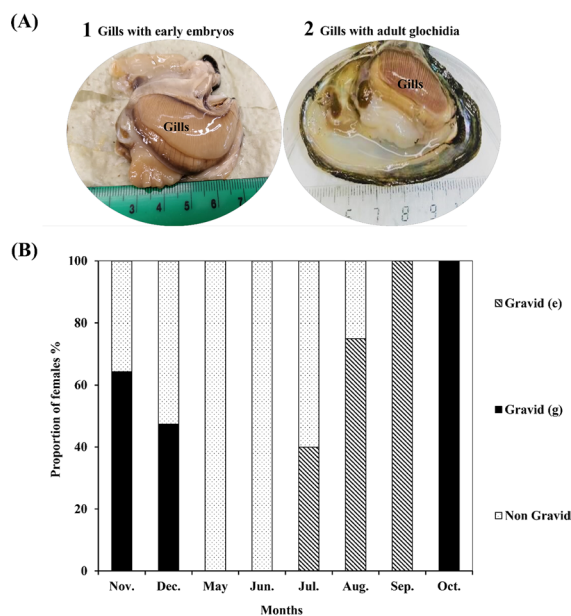 (A)
1 Gills with early embryos
2 Gills with adult glochidia
Gills
Gills
3 4 5 6 7
6 7 8 9
(B)
Proportion of females %
100
80
60
40
20
0
Nov. Dec. May Jun. Jul. Aug. Sep. Oct.
Months
Gravid (e)
Gravid (g)
Non Gravid